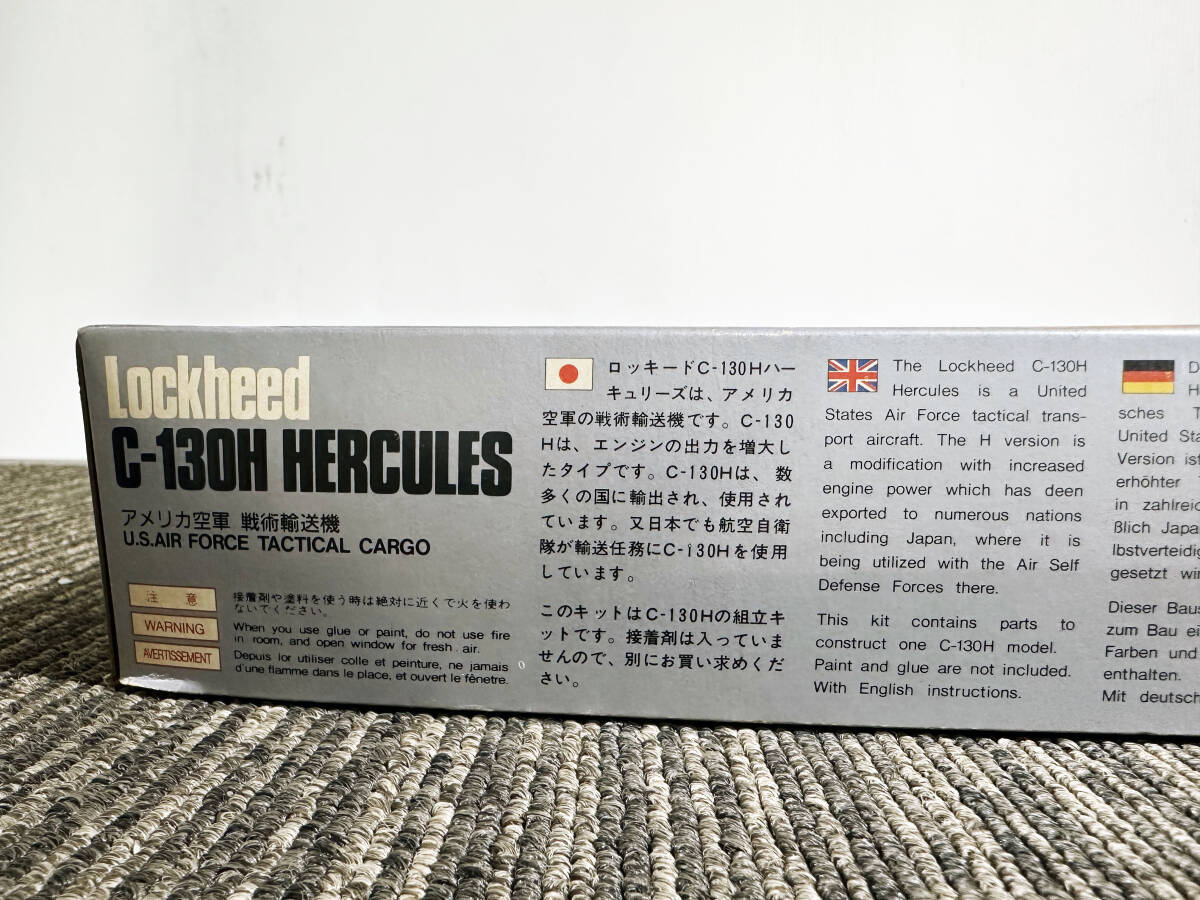 Lockheed
C-130H HERCULES
アメリカ空軍 戦術輸送機
U.S.AIR FORCE TACTICAL CARGO
注 意
接着剤や塗料を使う時は絶対に近くで火を使わ
ないでください。
WARNING
When you use glue or paint, do not use fire
in room, and open window for fresh air.
AVERTISSEMENT
Depuis lor utiliser colle et peinture, ne jamais
d'une flamme dans le place, et ouvert le fênetre.
ロッキードC-130Hハー
キュリーズは、アメリカ
空軍の戦術輸送機です。C-130
Hは、エンジンの出力を増大し
たタイプです。C-130Hは、数
多くの国に輸出され、使用され
ています。又日本でも航空自衛
隊が輸送任務にC-130Hを使用
しています。
このキットはC-130Hの組立キ
ットです。接着剤は入っていま
せんので、別にお買い求めくだ
さい。
The Lockheed C-130H
Hercules is a United
States Air Force tactical trans-
port aircraft. The H version is
a modification with increased
engine power which has deen
exported to numerous nations
including Japan, where it is
being utilized with the Air Self
Defense Forces there.
This kit contains parts to
construct one C-130H model.
Paint and glue are not included.
With English instructions.
sches
United Sta
Version ist
erhöhter
in zahlreic
ßlich Japa
lbstverteidig
gesetzt wir
Dieser Baus
zum Bau ei
Farben und
enthalten.
Mit deutsch